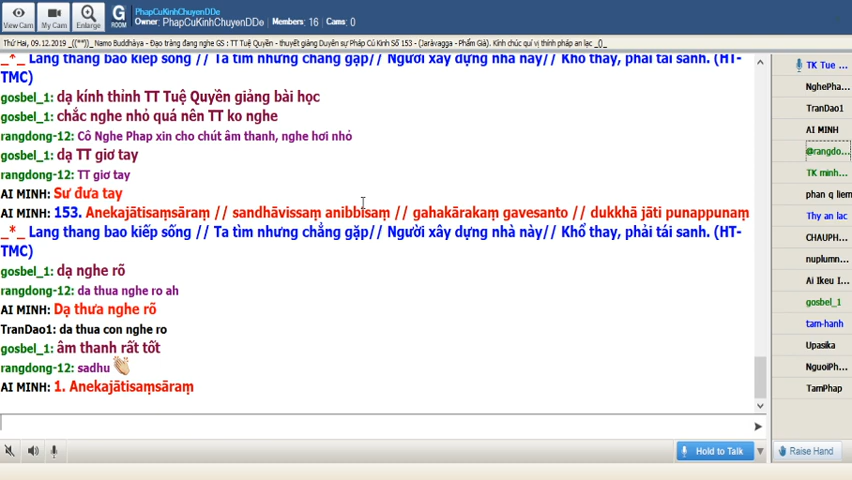 View Cam
My Cam
Enlarge
G
ROOM
PhapCuKinhChuyenDDe
Owner: PhapCuKinhChuyenDDe Members: 16 Cams: 0
Thứ Hai, 09.12.2019 _((**))_ Namo Buddhàya - Đạo tràng đang nghe GS : TT Tuệ Quyền - thuyết giảng Duyên sự Pháp Cú Kinh Số 153 - (Jaràvagga - Phẩm Già). Kính chúc quí vị thính pháp an lạc _()_
_*_ Lang thang bao kiếp sống // Ta tìm nhưng chẳng gặp// Người xây dựng nhà này// Khổ thay, phải tái sanh. (HT-
TMC)
gosbel_1: dạ kính thỉnh TT Tuệ Quyền giảng bài học
gosbel_1: chắc nghe nhỏ quá nên TT ko nghe
rangdong-12: Cô Nghe Phap xin cho chút âm thanh, nghe hơi nhỏ
gosbel_1: dạ TT giơ tay
rangdong-12: TT giơ tay
AI MINH: Sư đưa tay
AI MINH: 153. Anekajātisaṃsāraṃ // sandhāvissaṃ anibbisaṃ // gahakārakaṃ gavesanto // dukkhā jāti punappunaṃ
_*_ Lang thang bao kiếp sống // Ta tìm nhưng chẳng gặp// Người xây dựng nhà này// Khổ thay, phải tái sanh. (HT-
TMC)
gosbel_1: dạ nghe rõ
rangdong-12: da thua nghe ro ah
AI MINH: Dạ thưa nghe rõ
TranDao1: da thua con nghe ro
gosbel_1: âm thanh rất tốt
rangdong-12: sadhu
AI MINH: 1. Anekajātisaṃsāraṃ
TK Tue ...
NghePha...
TranDao1
AI MINH
@rangdo...
TK minh...
phan q liem
Thy an lac
CHAUPH...
nuplumn...
Ai Ikeu I...
gosbel_1
tam-hanh
Upasika
NguoiPh...
TamPhap
Hold to Talk
Raise Hand